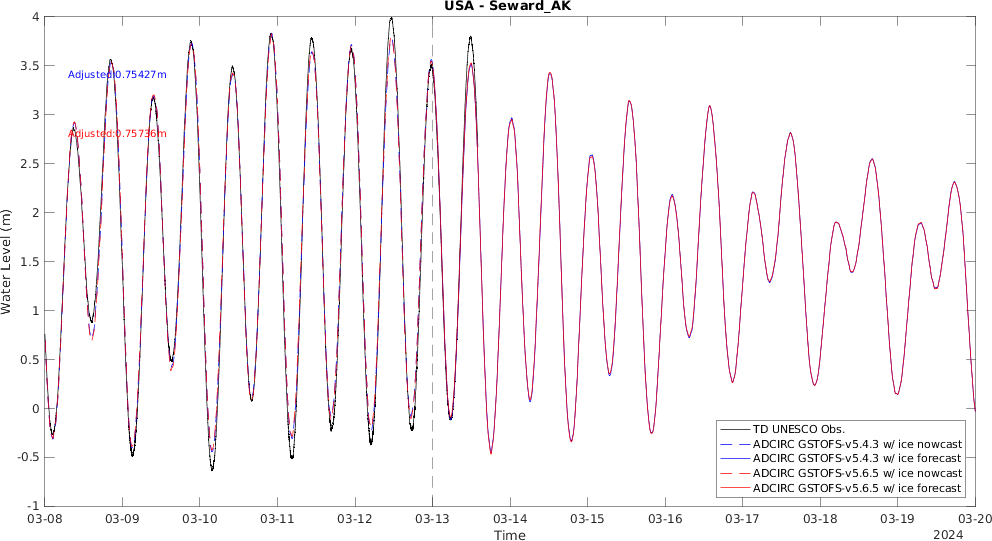 USA - Seward_AK
4
3.5
3
2.5
2
1.5
1
0.5
0
-0.5
-1
Water Level (m)
Adjusted:0.75427m
Adjusted:0.75736m
TD UNESCO Obs.
ADCIRC GSTOFS-v5.4.3 w/ ice nowcast
ADCIRC GSTOFS-v5.4.3 w/ ice forecast
ADCIRC GSTOFS-v5.6.5 w/ ice nowcast
ADCIRC GSTOFS-v5.6.5 w/ ice forecast
03-08 03-09 03-10 03-11 03-12 03-13 03-14 03-15 03-16 03-17 03-18 03-19 03-20
Time
2024